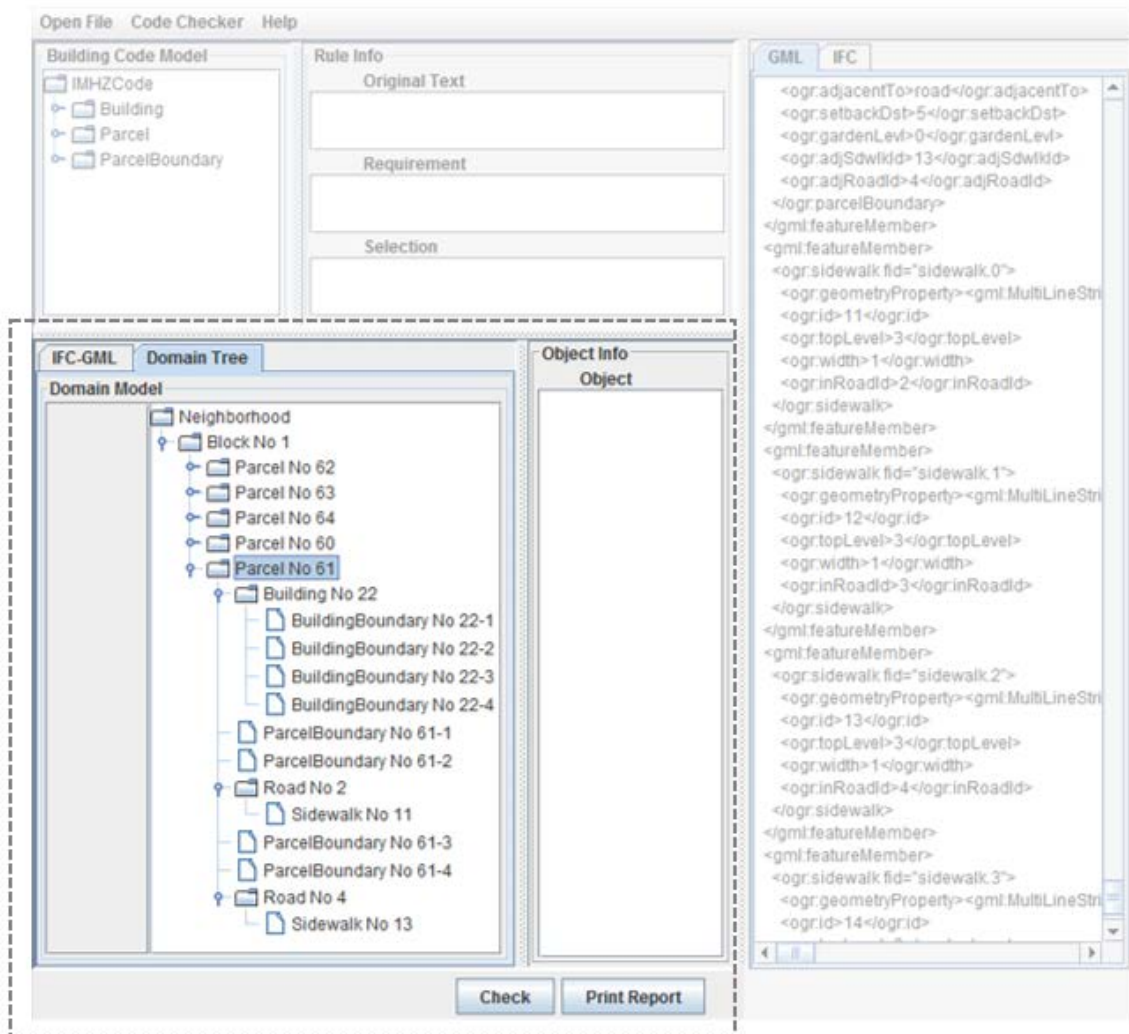 Open File Code Checker Help
Building Code Model
IMHZCode
Building
Parcel
ParcelBoundary
Rule Info
Original Text
Requirement
Selection
IFC-GML Domain Tree
Domain Model
Neighborhood
Block No 1
Parcel No 62
Parcel No 63
Parcel No 64
Parcel No 60
Parcel No 61
Building No 22
BuildingBoundary No 22-1
BuildingBoundary No 22-2
BuildingBoundary No 22-3
BuildingBoundary No 22-4
ParcelBoundary No 61-1
ParcelBoundary No 61-2
Road No 2
Sidewalk No 11
ParcelBoundary No 61-3
ParcelBoundary No 61-4
Road No 4
Sidewalk No 13
Object Info
Object
Check Print Report
GML IFC
<ogr:adjacentTo>road</ogr:adjacentTo>
<ogr:setbackDst>5</ogr:setbackDst>
<ogr:gardenLevl>0</ogr:gardenLevl>
<ogr:adjSdwlkId>13</ogr:adjSdwlkId>
<ogr:adjRoadId>4</ogr:adjRoadId>
</ogr:parcelBoundary>
</gml:featureMember>
<gml:featureMember>
<ogr:sidewalk fid="sidewalk.0">
<ogr:geometryProperty><gml:MultiLineStri
<ogr:id>11</ogr:id>
<ogr:topLevel>3</ogr:topLevel>
<ogr:width>1</ogr:width>
<ogr:inRoadId>2</ogr:inRoadId>
</ogr:sidewalk>
</gml:featureMember>
<gml:featureMember>
<ogr:sidewalk fid="sidewalk.1">
<ogr:geometryProperty><gml:MultiLineStri
<ogr:id>12</ogr:id>
<ogr:topLevel>3</ogr:topLevel>
<ogr:width>1</ogr:width>
<ogr:inRoadId>3</ogr:inRoadId>
</ogr:sidewalk>
</gml:featureMember>
<gml:featureMember>
<ogr:sidewalk fid="sidewalk.2">
<ogr:geometryProperty><gml:MultiLineStri
<ogr:id>13</ogr:id>
<ogr:topLevel>3</ogr:topLevel>
<ogr:width>1</ogr:width>
<ogr:inRoadId>4</ogr:inRoadId>
</ogr:sidewalk>
</gml:featureMember>
<gml:featureMember>
<ogr:sidewalk fid="sidewalk.3">
<ogr:geometryProperty><gml:MultiLineStri
<ogr:id>14</ogr:id>